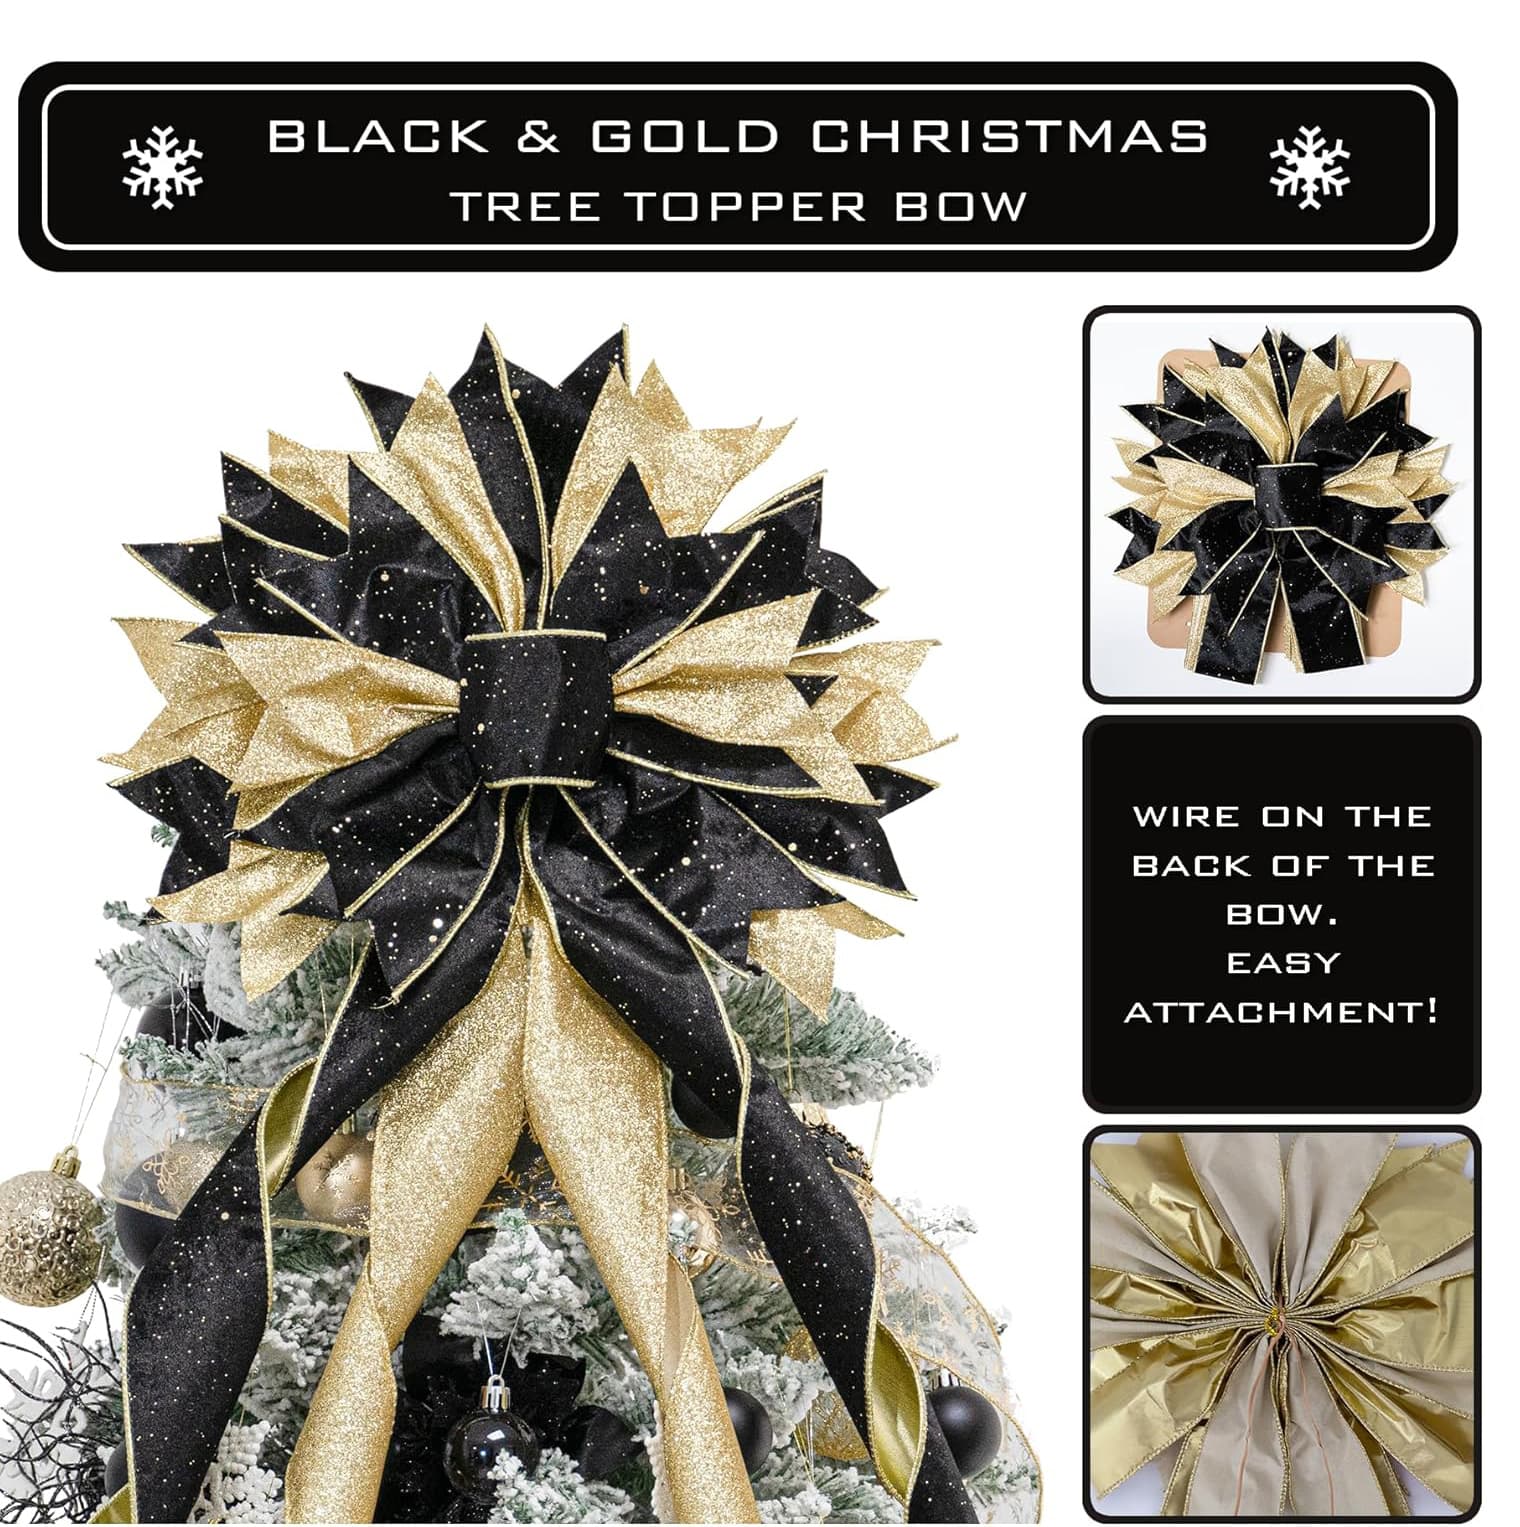 BLACK & GOLD CHRISTMAS
TREE TOPPER BOW
WIRE ON THE
BACK OF THE
BOW.
EASY
ATTACHMENT!